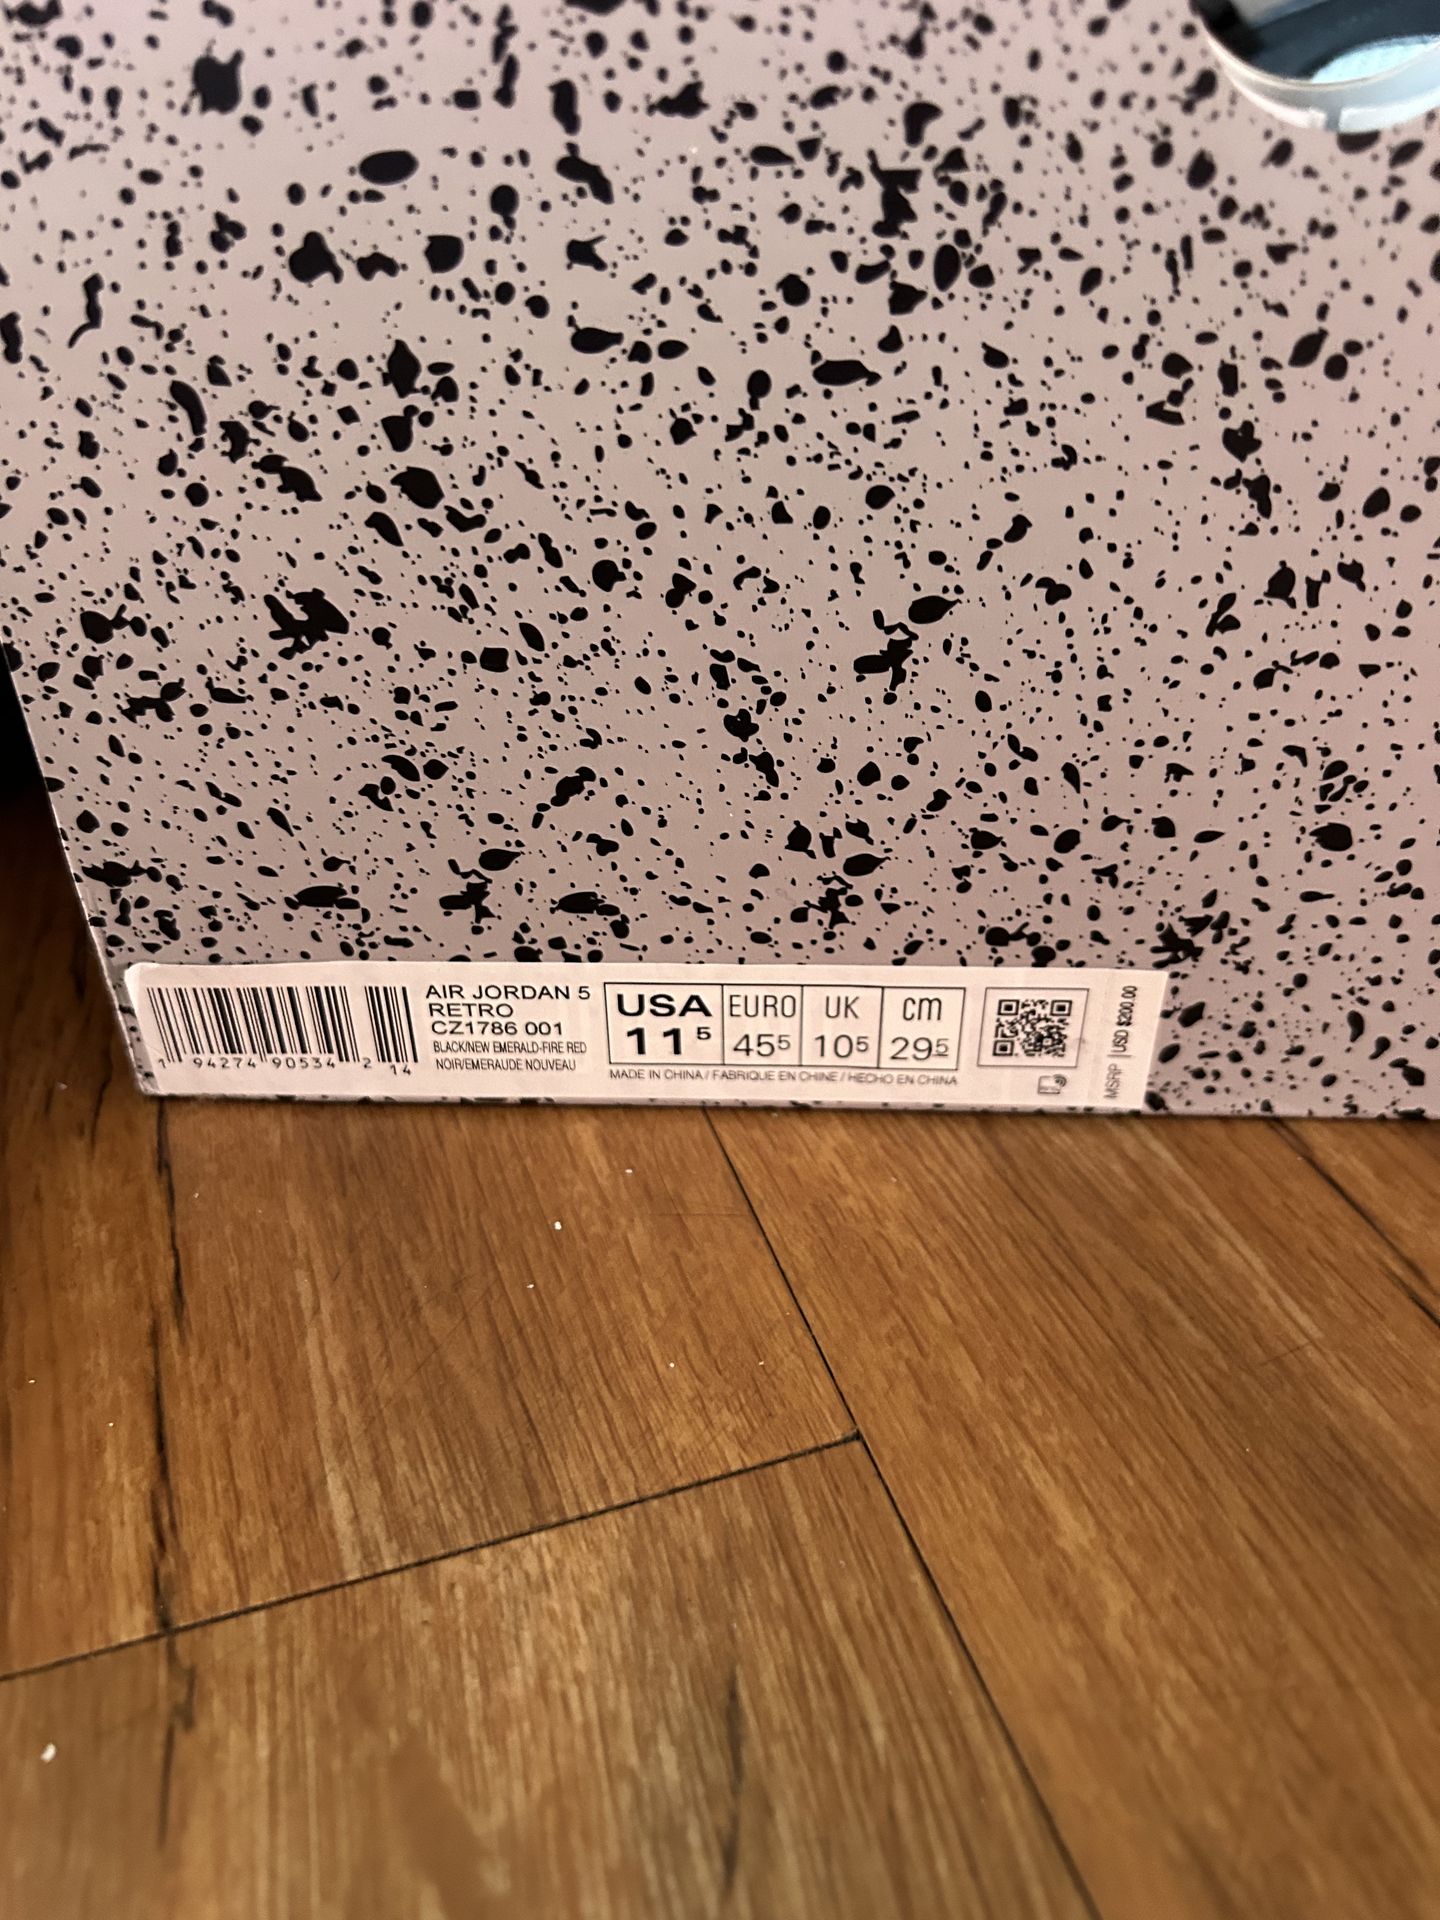 AIR JORDAN 5
RETRO
CZ1786 001
BLACK/NEW EMERALD-FIRE RED
NOIR/EMERAUDE NOUVEAU
1 94274 90534 2 14
USA EURO UK cm
11 5 45 5 10 5 29 5
MADE IN CHINA / FABRIQUE EN CHINE / HECHO EN CHINA
MSRP USD $200.00